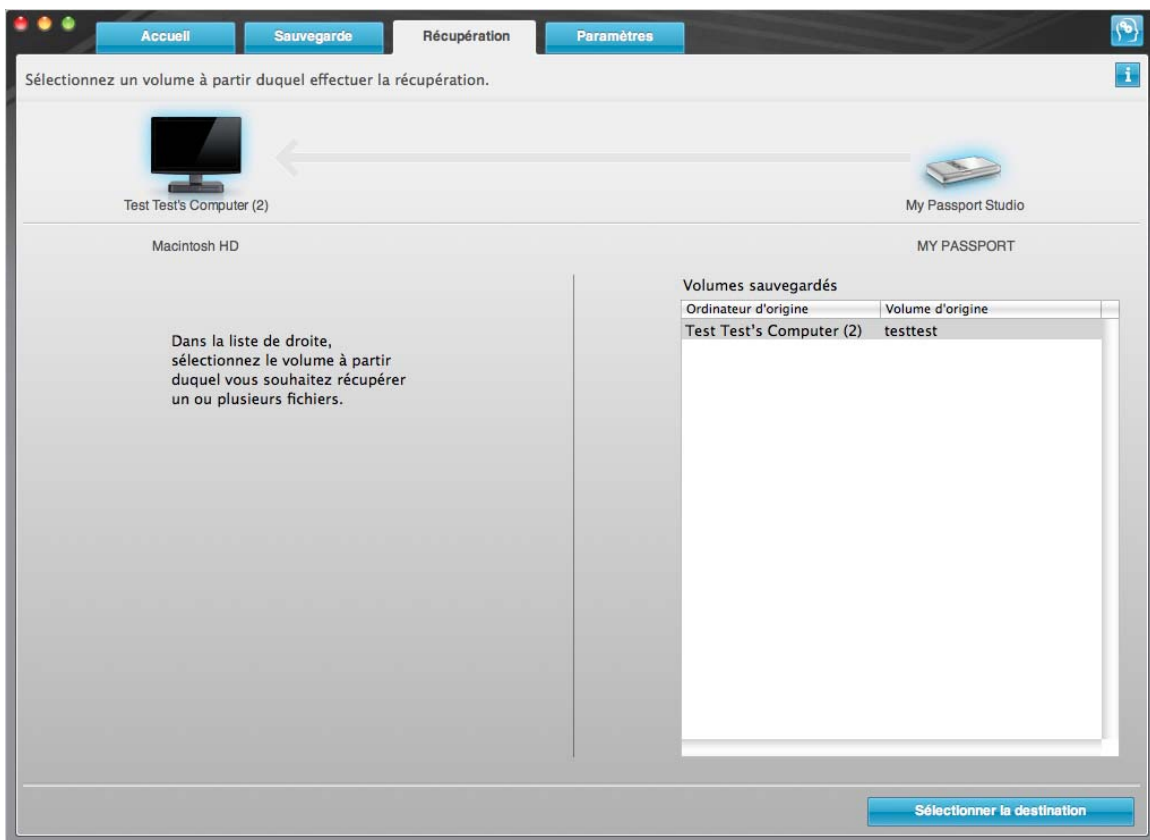 Accueil
Sauvegarde
Récupération
Paramètres
Sélectionnez un volume à partir duquel effectuer la récupération.
i
Test Test's Computer (2)
My Passport Studio
Macintosh HD
MY PASSPORT
Dans la liste de droite,
sélectionnez le volume à partir
duquel vous souhaitez récupérer
un ou plusieurs fichiers.
Volumes sauvegardés
Ordinateur d'origine
Volume d'origine
Test Test's Computer (2)
testtest
Sélectionner la destination